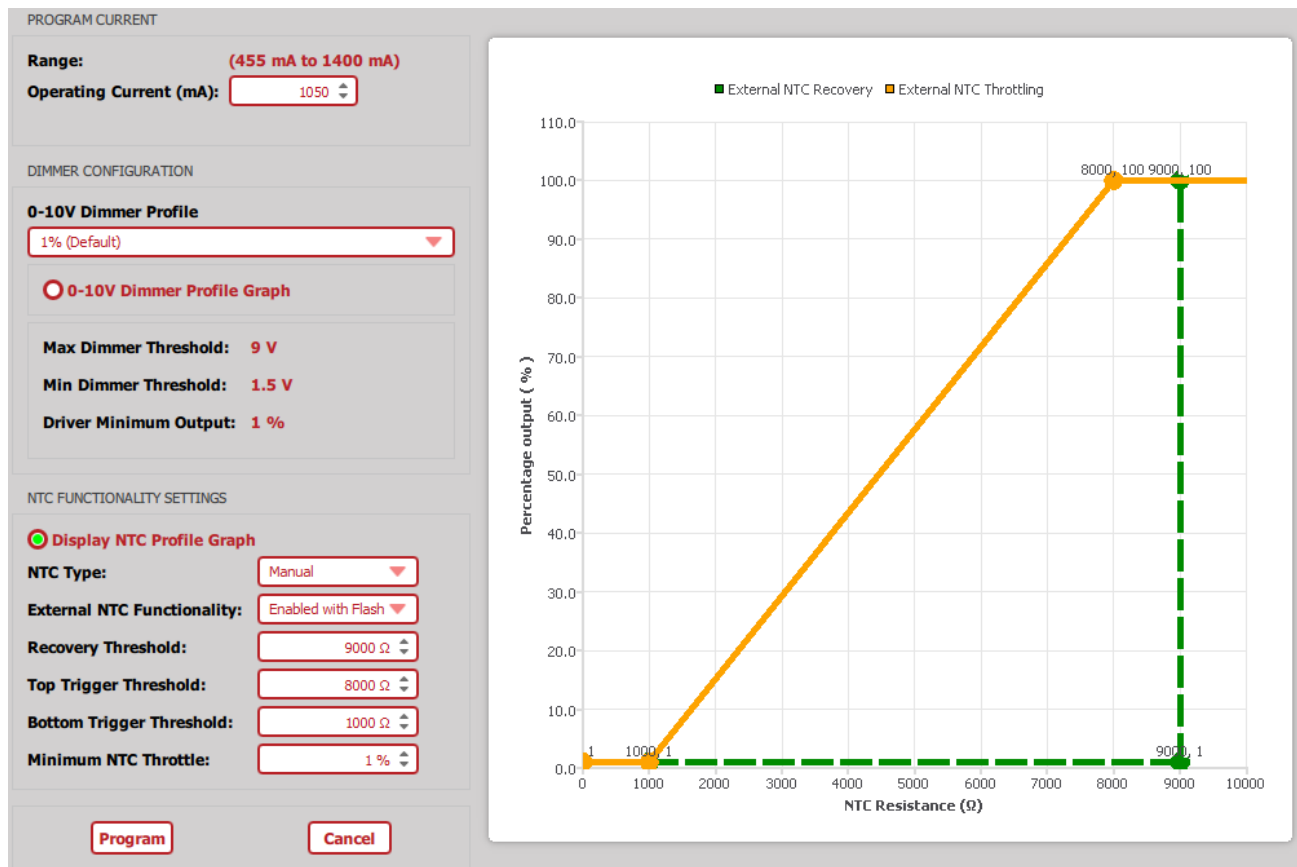 PROGRAM CURRENT
Range: (455 mA to 1400 mA)
Operating Current (mA): 1050
DIMMER CONFIGURATION
0-10V Dimmer Profile
1% (Default)
0-10V Dimmer Profile Graph
Max Dimmer Threshold: 9 V
Min Dimmer Threshold: 1.5 V
Driver Minimum Output: 1 %
NTC FUNCTIONALITY SETTINGS
Display NTC Profile Graph
NTC Type: Manual
External NTC Functionality: Enabled with Flash
Recovery Threshold: 9000 Ω
Top Trigger Threshold: 8000 Ω
Bottom Trigger Threshold: 1000 Ω
Minimum NTC Throttle: 1 %
Program Cancel
External NTC Recovery External NTC Throttling
110.0
8000, 100 9000, 100
100.0
90.0
80.0
70.0
60.0
50.0
40.0
30.0
20.0
10.0
1 1000, 1 9000, 1
0.0
0 1000 2000 3000 4000 5000 6000 7000 8000 9000 10000
Percentage output ( % )
NTC Resistance (Ω)